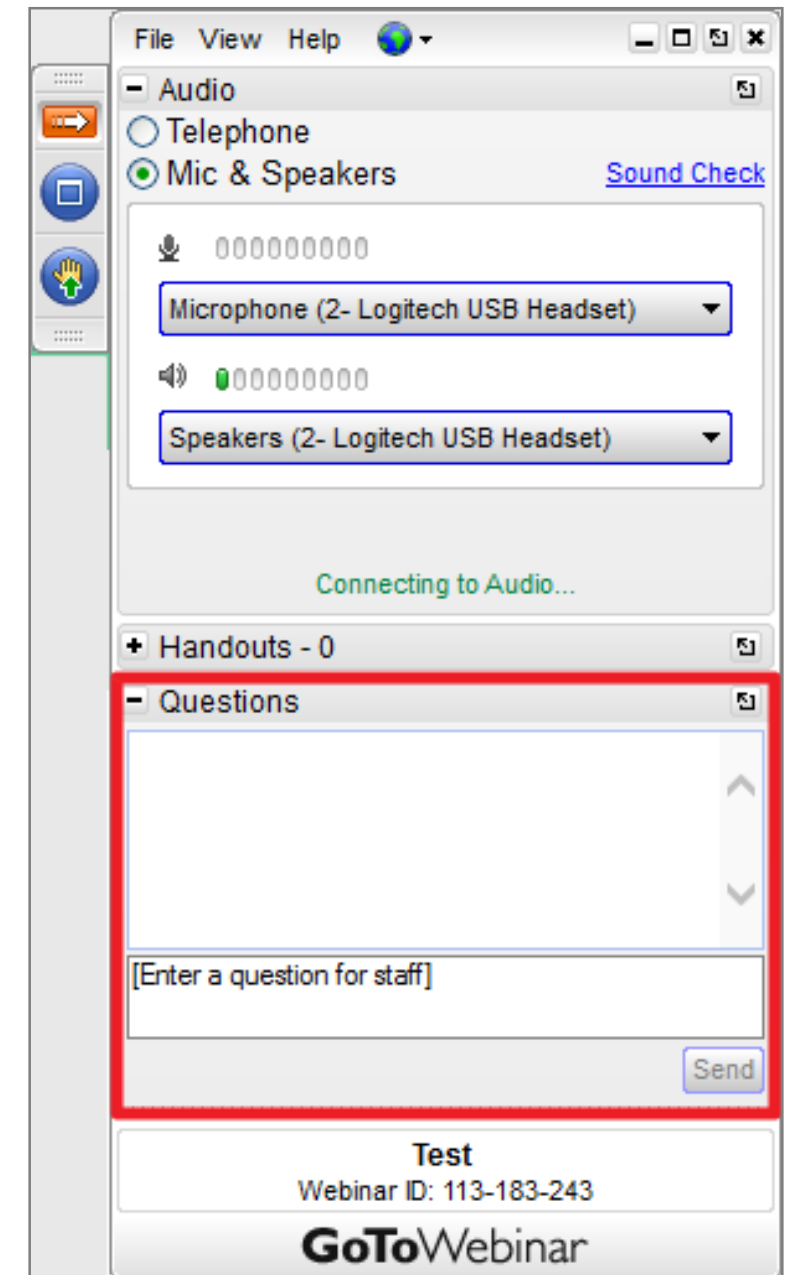 File View Help
Audio
Telephone
Mic & Speakers Sound Check
Microphone (2- Logitech USB Headset)
Speakers (2- Logitech USB Headset)
Connecting to Audio...
Handouts - 0
Questions
[Enter a question for staff]
Send
Test
Webinar ID: 113-183-243
GoToWebinar